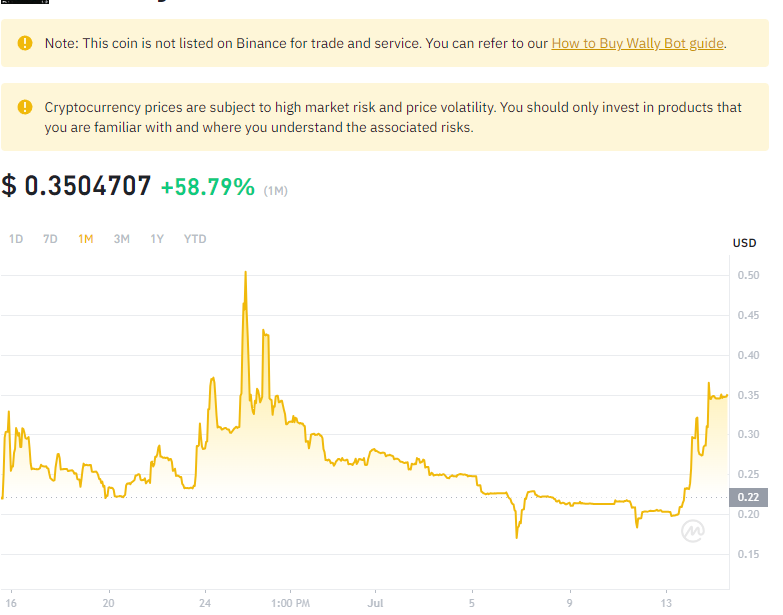 Note: This coin is not listed on Binance for trade and service. You can refer to our How to Buy Wally Bot guide.
Cryptocurrency prices are subject to high market risk and price volatility. You should only invest in products that
you are familiar with and where you understand the associated risks.
$ 0.3504707 +58.79% (1M)
1D 7D 1M 3M 1Y YTD
USD
0.50
0.45
0.40
0.35
0.30
0.25
0.22
0.20
0.15
16 20 24 1:00 PM Jul 5 9 13